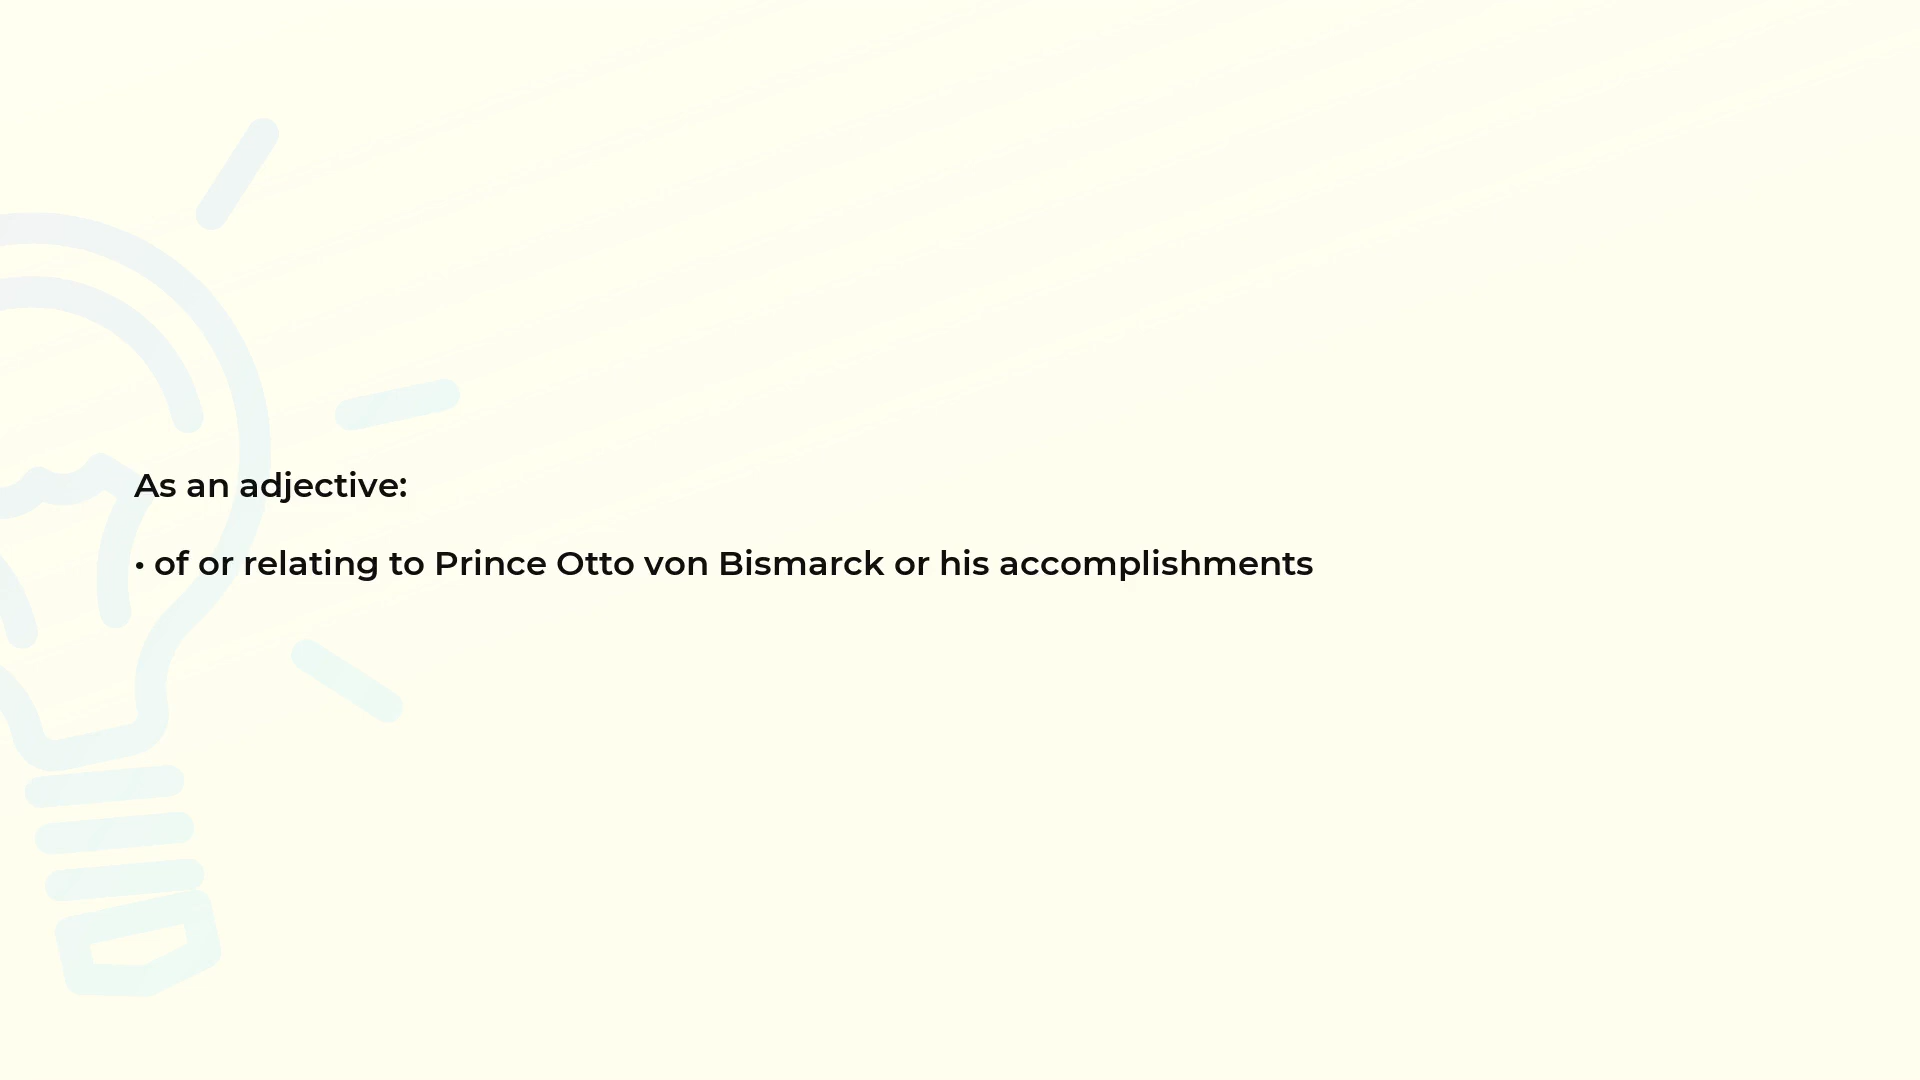 As an adjective:
• of or relating to Prince Otto von Bismarck or his accomplishments